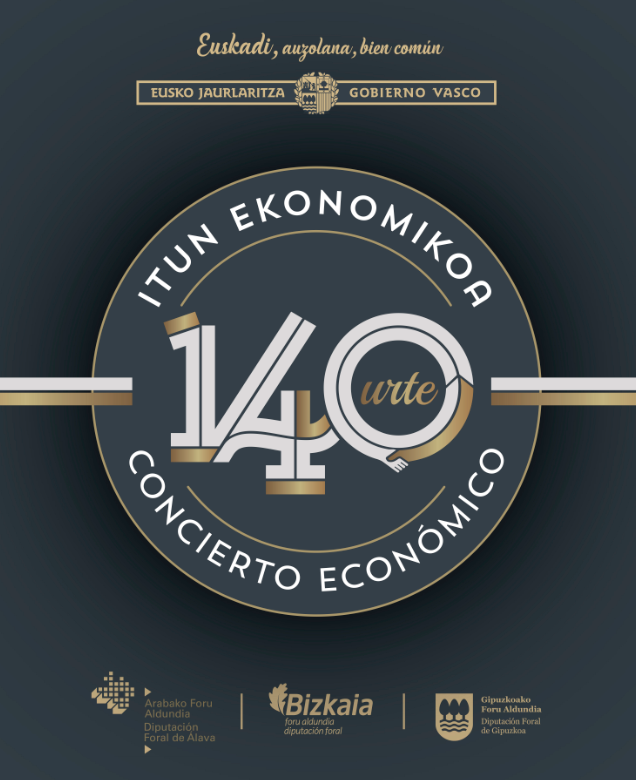 Euskadi, auzolana, bien común
EUSKO JAURLARITZA GOBIERNO VASCO
ITUN EKONOMIKOA
140
urte
CONCIERTO ECONÓMICO
Arabako Foru
Aldundia
Diputación
Foral de Álava
Bizkaia
foru aldundia
diputación foral
Gipuzkoako
Foru Aldundia
Diputación Foral
de Gipuzkoa